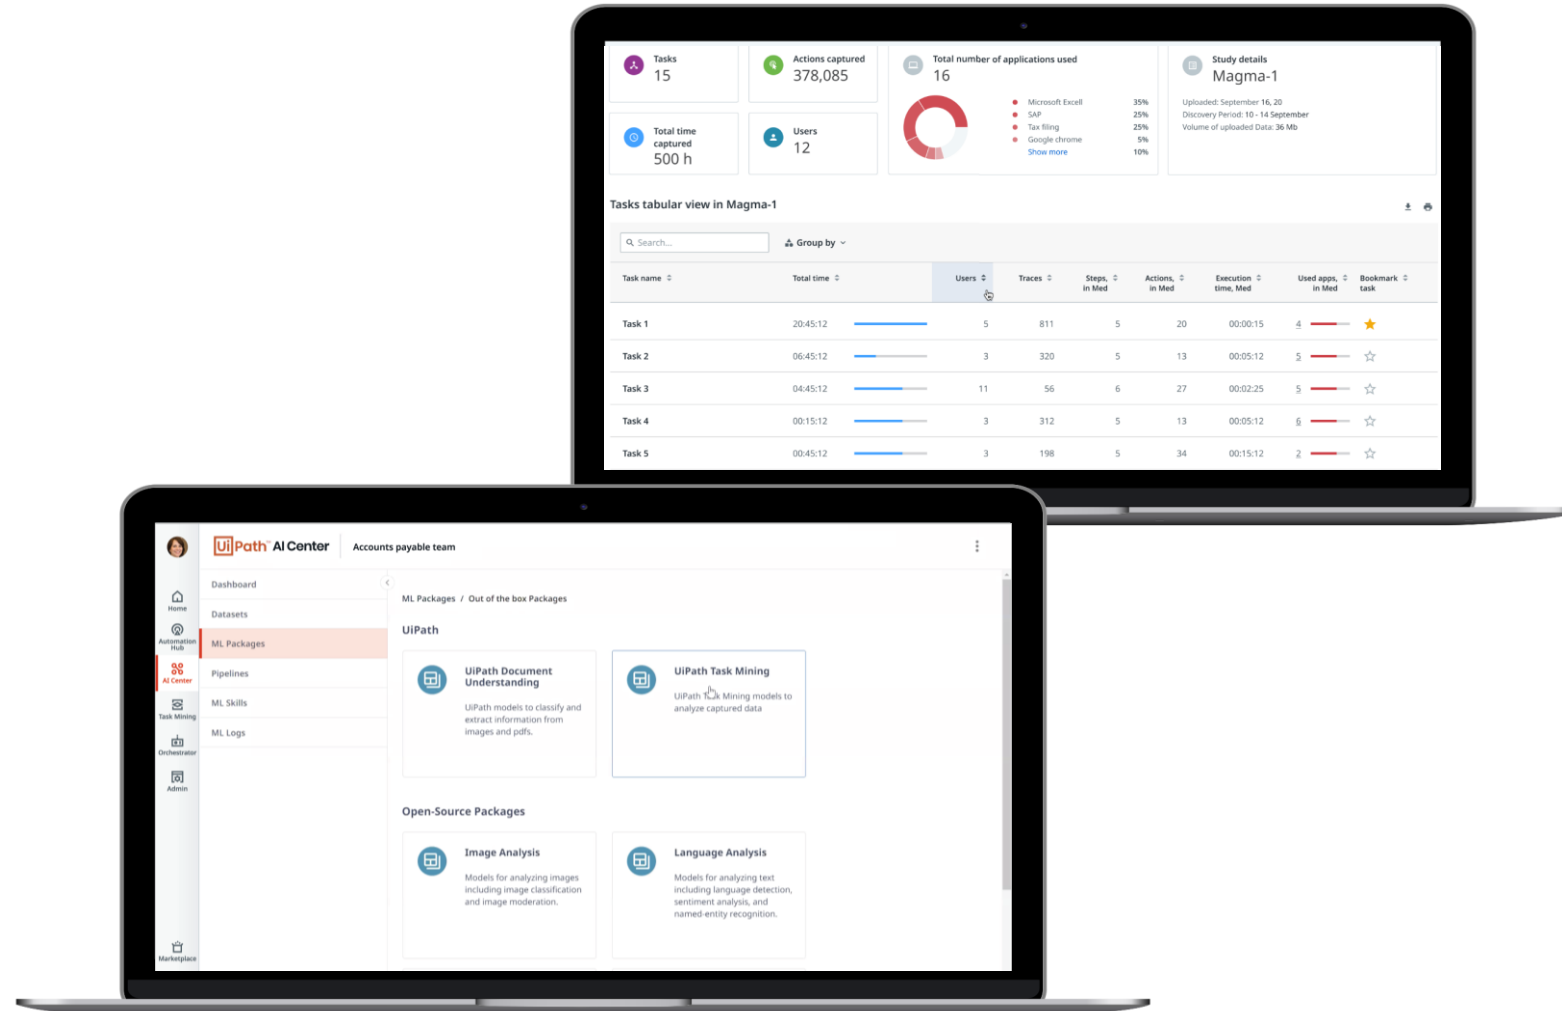 Tasks
15
Actions captured
378,085
Total number of applications used
16
Microsoft Excell 35%
SAP 25%
Tax filing 25%
Google chrome 5%
Show more 10%
Study details
Magma-1
Uploaded: September 16, 20
Discovery Period: 10 - 14 September
Volume of uploaded Data: 36 Mb
Total time
captured
500 h
Users
12
Tasks tabular view in Magma-1
Search...
Group by
Task name
Total time
Users
Traces
Steps,
in Med
Actions,
in Med
Execution
time, Med
Used apps,
in Med
Bookmark
task
Task 1 20:45:12 5 811 5 20 00:00:15 4
Task 2 06:45:12 3 320 5 13 00:05:12 5
Task 3 04:45:12 11 56 6 27 00:02:25 5
Task 4 00:15:12 3 312 5 13 00:05:12 6
Task 5 00:45:12 3 198 5 34 00:15:12 2
UiPath™ AI Center
Accounts payable team
Home
Automation
Hub
AI Center
Task Mining
Orchestrator
Admin
Marketplace
Dashboard
Datasets
ML Packages
Pipelines
ML Skills
ML Logs
ML Packages / Out of the box Packages
UiPath
UiPath Document
Understanding
UiPath models to classify and
extract information from
images and pdfs.
UiPath Task Mining
UiPath Task Mining models to
analyze captured data
Open-Source Packages
Image Analysis
Models for analyzing images
including image classification
and image moderation.
Language Analysis
Models for analyzing text
including language detection,
sentiment analysis, and
named-entity recognition.